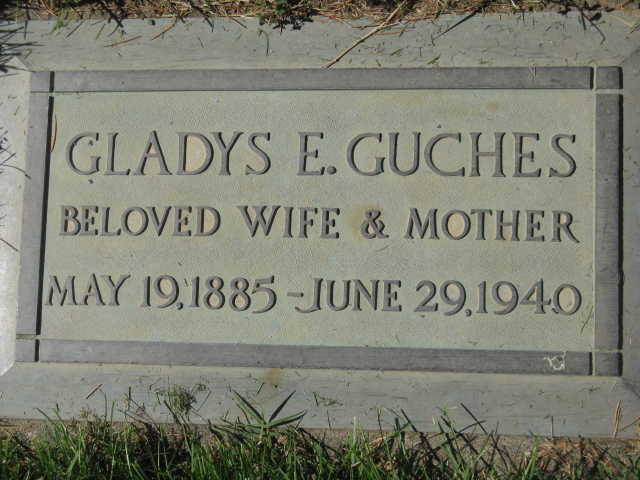 GLADYS E. GUCHES
BELOVED WIFE & MOTHER
MAY 19, 1885 - JUNE 29, 1940